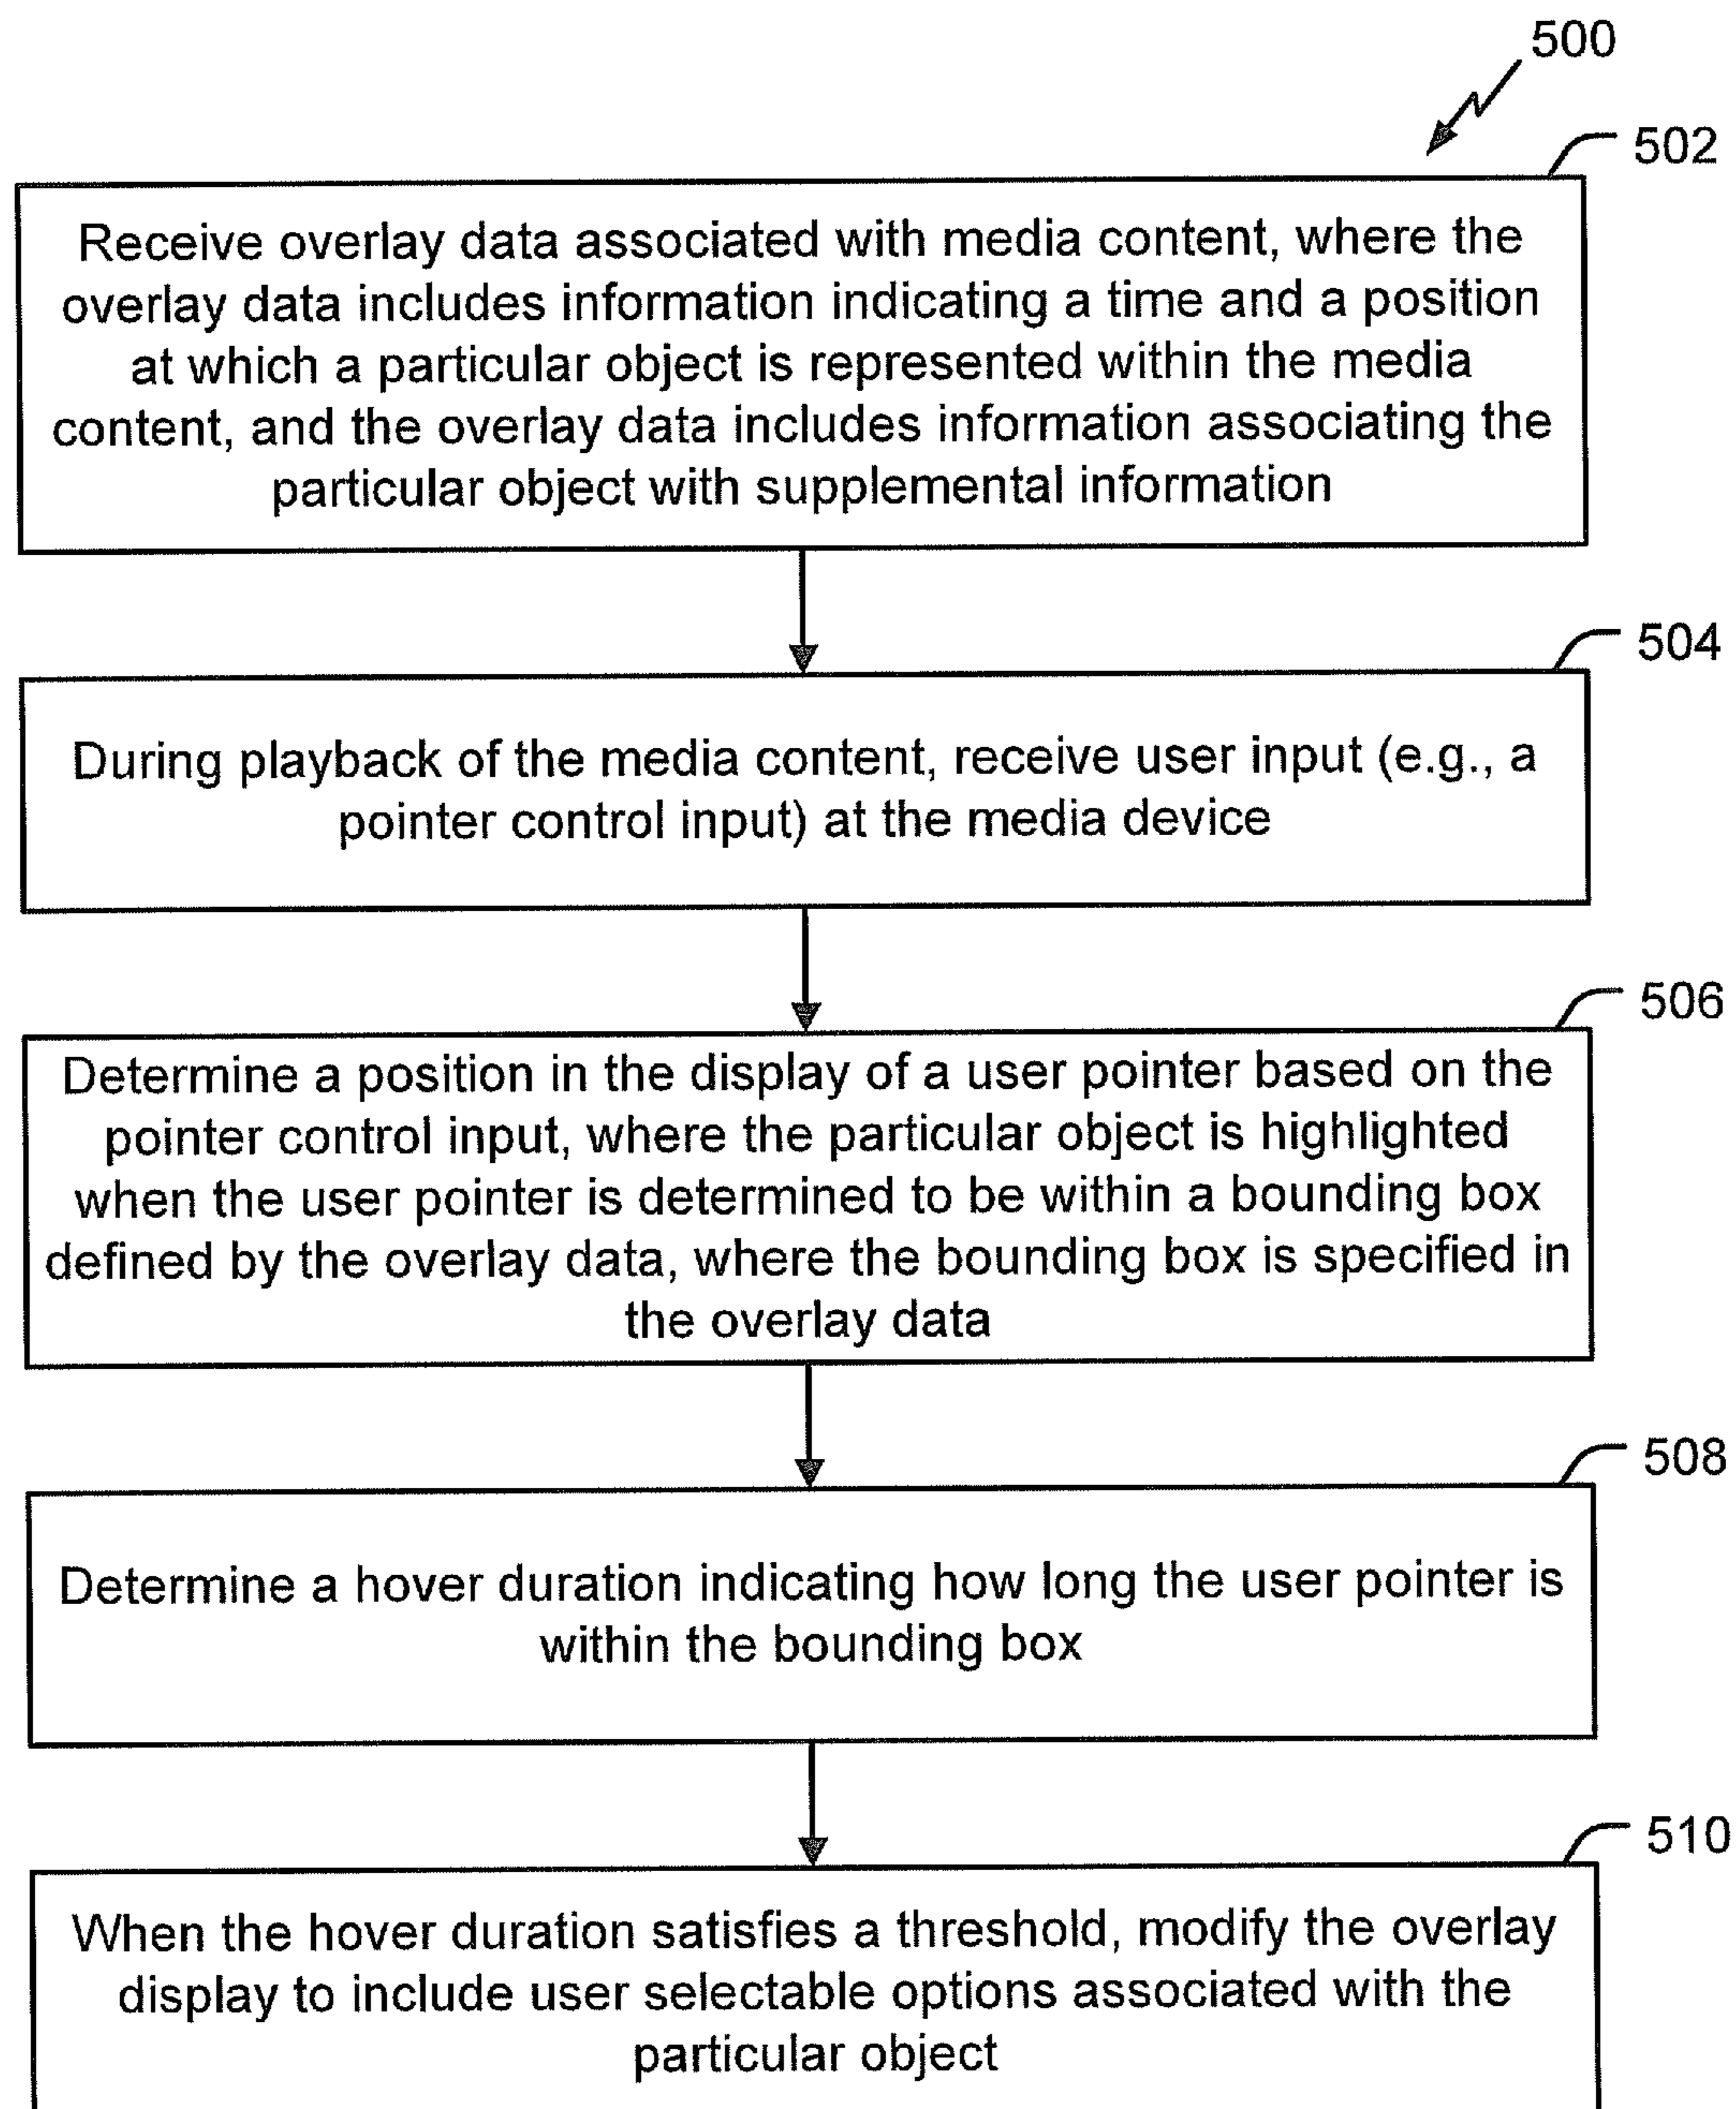 500
502
Receive overlay data associated with media content, where the
overlay data includes information indicating a time and a position
at which a particular object is represented within the media
content, and the overlay data includes information associating the
particular object with supplemental information
504
During playback of the media content, receive user input (e.g., a
pointer control input) at the media device
506
Determine a position in the display of a user pointer based on the
pointer control input, where the particular object is highlighted
when the user pointer is determined to be within a bounding box
defined by the overlay data, where the bounding box is specified in
the overlay data
508
Determine a hover duration indicating how long the user pointer is
within the bounding box
510
When the hover duration satisfies a threshold, modify the overlay
display to include user selectable options associated with the
particular object